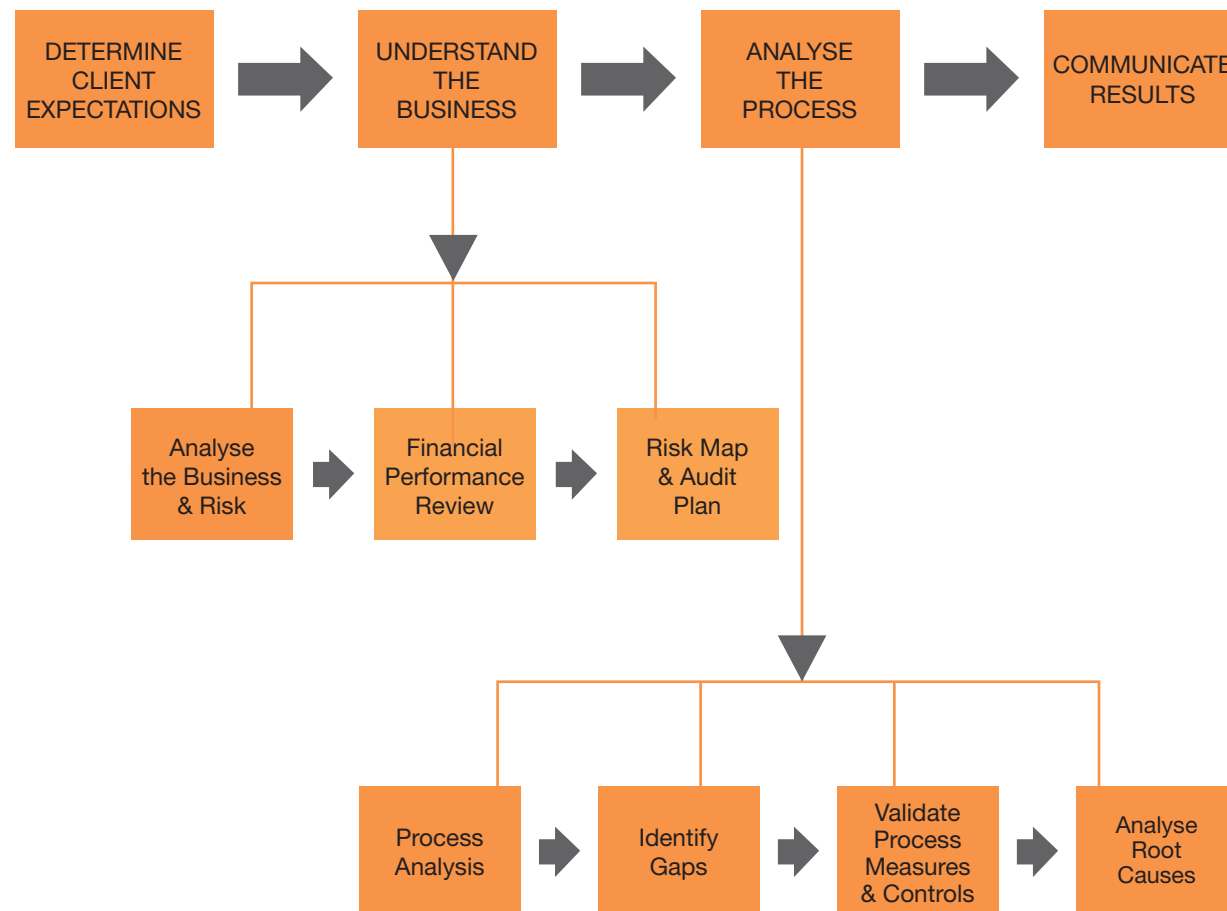 DETERMINE
CLIENT
EXPECTATIONS
UNDERSTAND
THE
BUSINESS
ANALYSE
THE
PROCESS
COMMUNICATE
RESULTS
Analyse
the Business
& Risk
Financial
Performance
Review
Risk Map
& Audit
Plan
Process
Analysis
Identify
Gaps
Validate
Process
Measures
& Controls
Analyse
Root
Causes